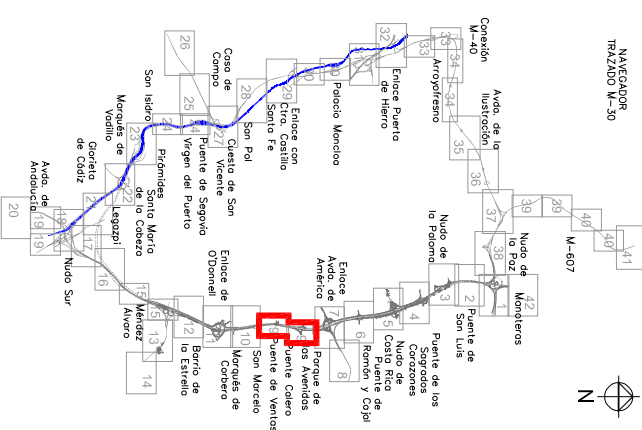 NAVEGADOR
TRAZADO M-30
Conexión
M-40
Arroyofresno
Avda. de la
Ilustración
Enlace Puerta
de Hierro
Palacio Moncloa
Enlace con
Ctra. Castilla
Santa Fe
San Pol
Casa de
Campo
Cuesta de San
Vicente
Puente de Segovia
Virgen del Puerto
San Isidro
Pirámides
Marqués de
Vadillo
Santa María
de la Cabeza
Glorieta
de Cádiz
Legazpi
Avda. de
Andalucía
Nudo Sur
Méndez
Álvaro
Barrio de
la Estrella
Enlace de
O'Donnell
Marqués de
Corbera
San Marcelo
Puente de Ventas
Puente Calero
Las Avenidas
Parque de
Enlace
Avda. de
América
Puente de
Ramón y Cajal
Nudo de
Costa Rica
Puente de los
Sagrados
Corazones
Nudo de
la Paloma
Puente de
San Luis
Nudo de
la Paz
Manoteras
M-607
N
26
32
33
34
34
35
36
37
39
39
40
40
41
38
42
1
2
3
4
5
6
7
8
9
9
10
12
13
14
15
15
16
17
18
19
19
20
22
23
24
25
27
28
29